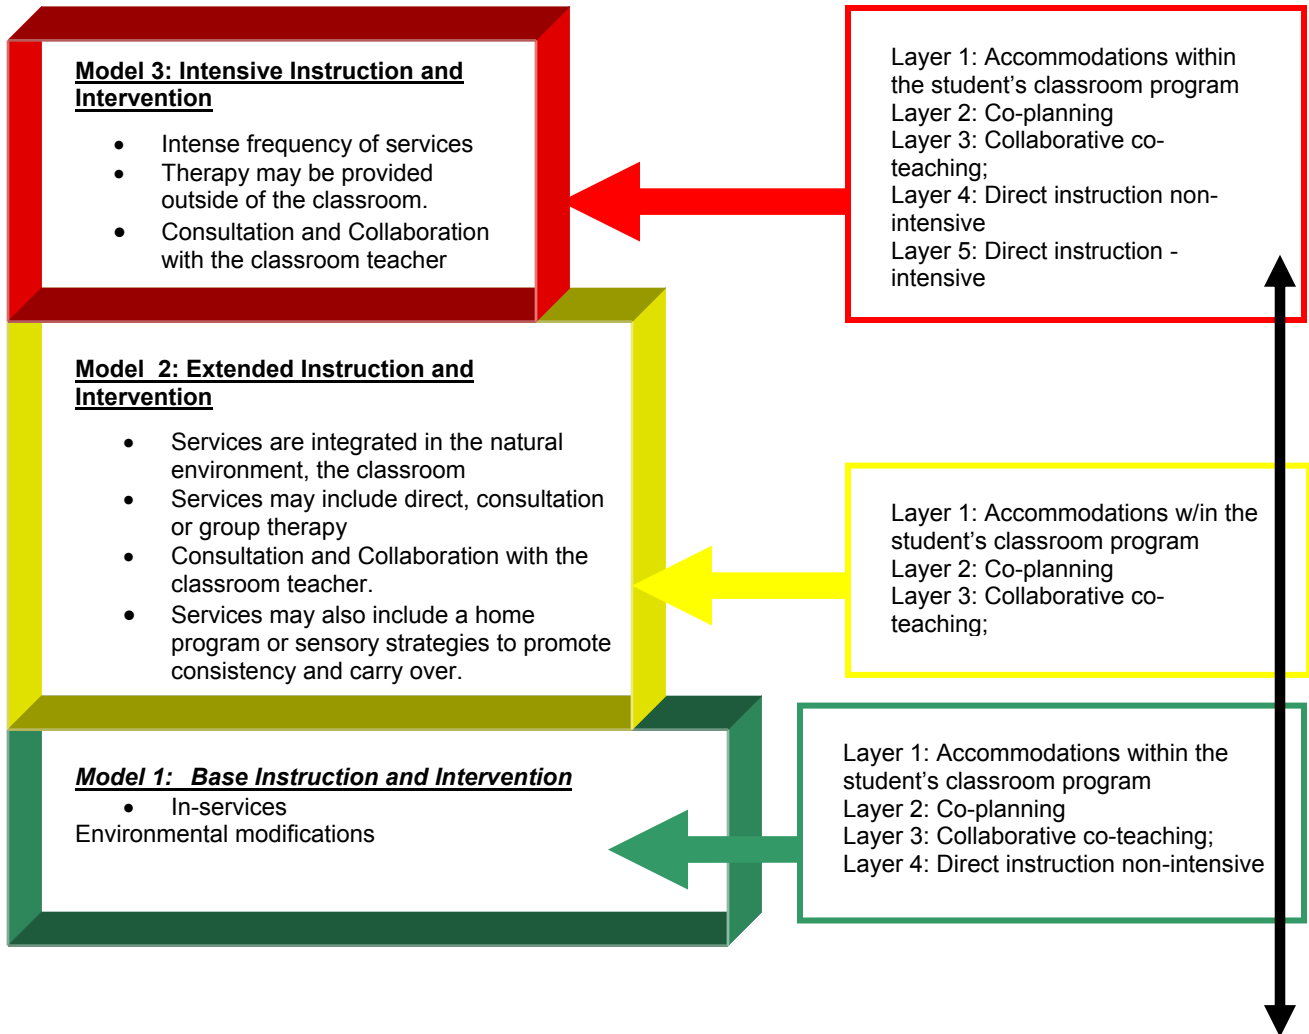 Model 3: Intensive Instruction and
Intervention
• Intense frequency of services
• Therapy may be provided
outside of the classroom.
• Consultation and Collaboration
with the classroom teacher
Layer 1: Accommodations within
the student's classroom program
Layer 2: Co-planning
Layer 3: Collaborative co-
teaching;
Layer 4: Direct instruction non-
intensive
Layer 5: Direct instruction -
intensive
Model 2: Extended Instruction and
Intervention
• Services are integrated in the natural
environment, the classroom
• Services may include direct, consultation
or group therapy
• Consultation and Collaboration with the
classroom teacher.
• Services may also include a home
program or sensory strategies to promote
consistency and carry over.
Layer 1: Accommodations w/in the
student's classroom program
Layer 2: Co-planning
Layer 3: Collaborative co-
teaching;
Model 1: Base Instruction and Intervention
• In-services
Environmental modifications
Layer 1: Accommodations within the
student's classroom program
Layer 2: Co-planning
Layer 3: Collaborative co-teaching;
Layer 4: Direct instruction non-intensive